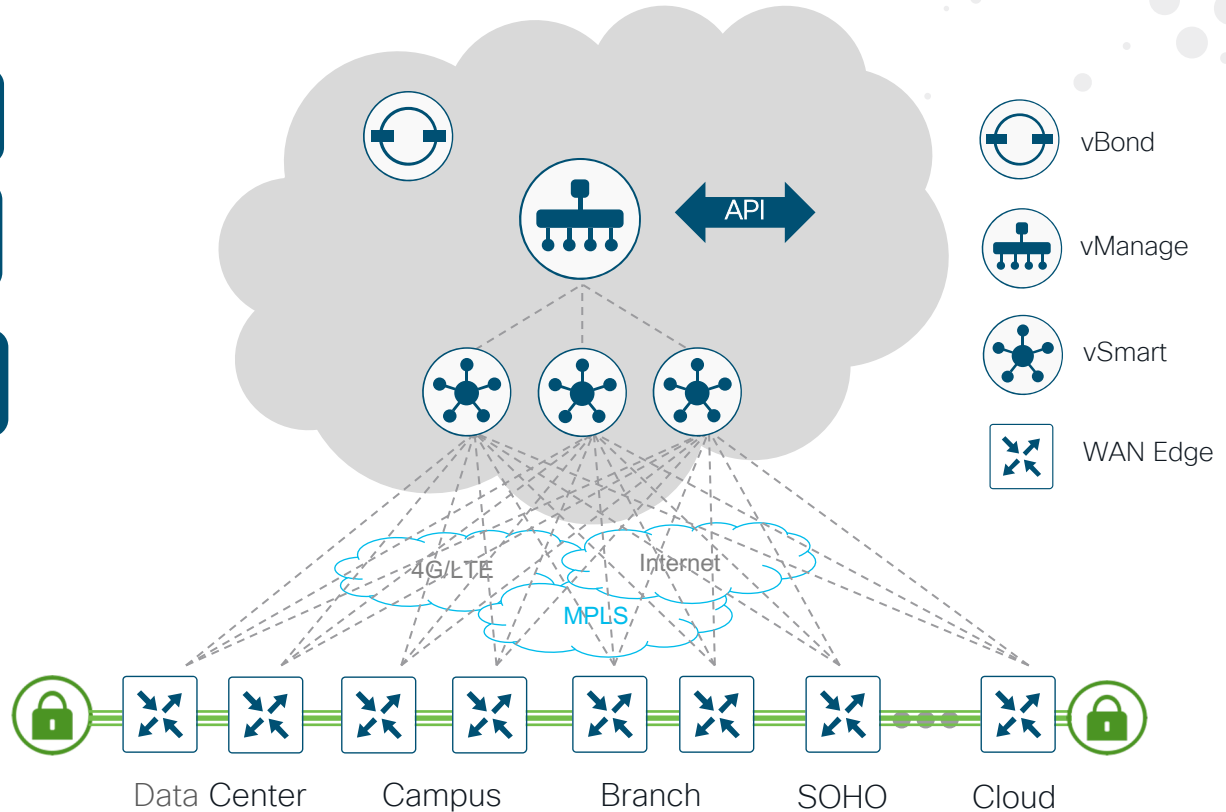 vBond
API
vManage
vSmart
WAN Edge
4G/LTE
Internet
MPLS
Data Center
Campus
Branch
SOHO
Cloud